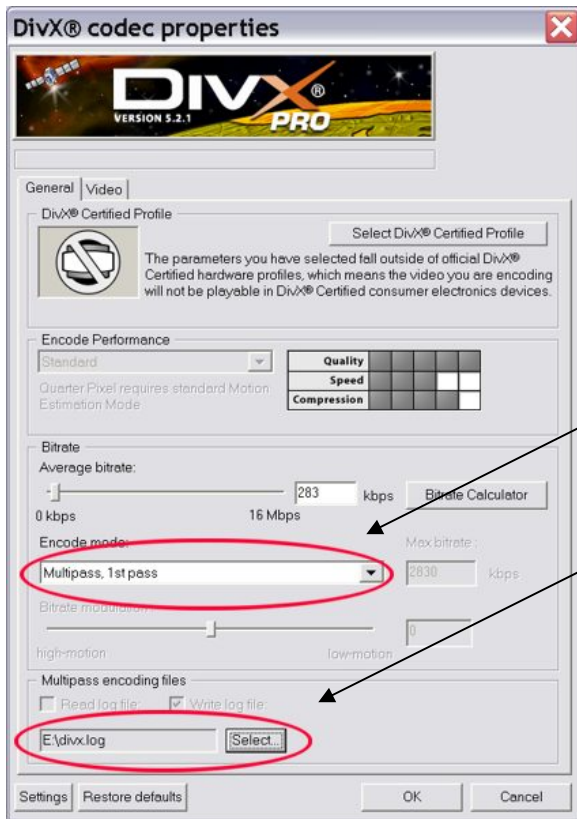 DivX® codec properties
DIVX®
VERSION 5.2.1
PRO
General Video
DivX® Certified Profile
Select DivX® Certified Profile
The parameters you have selected fall outside of official DivX®
Certified hardware profiles, which means the video you are encoding
will not be playable in DivX® Certified consumer electronics devices.
Encode Performance
Standard
Quarter Pixel requires standard Motion
Estimation Mode
Quality
Speed
Compression
Bitrate
Average bitrate:
283 kbps Bitrate Calculator
0 kbps 16 Mbps
Encode mode: Max bitrate :
Multipass, 1st pass 2830 kbps
Bitrate modulation :
0
high-motion low-motion
Multipass encoding files
Read log file: Write log file:
E:\divx.log Select...
Settings Restore defaults OK Cancel